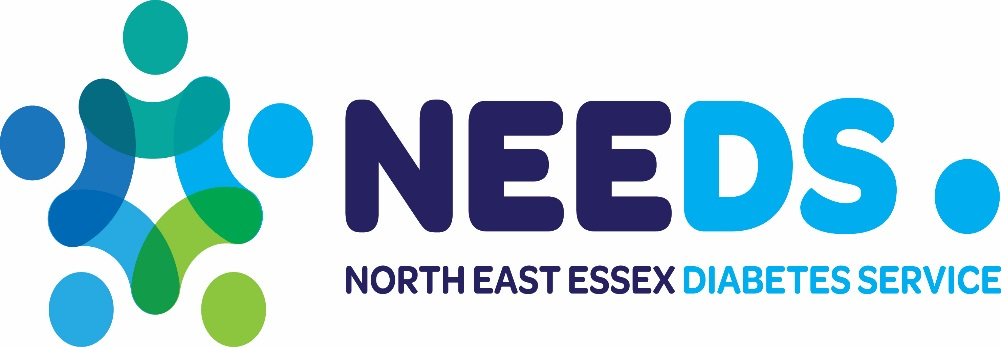 NEEDS.
NORTH EAST ESSEX DIABETES SERVICE